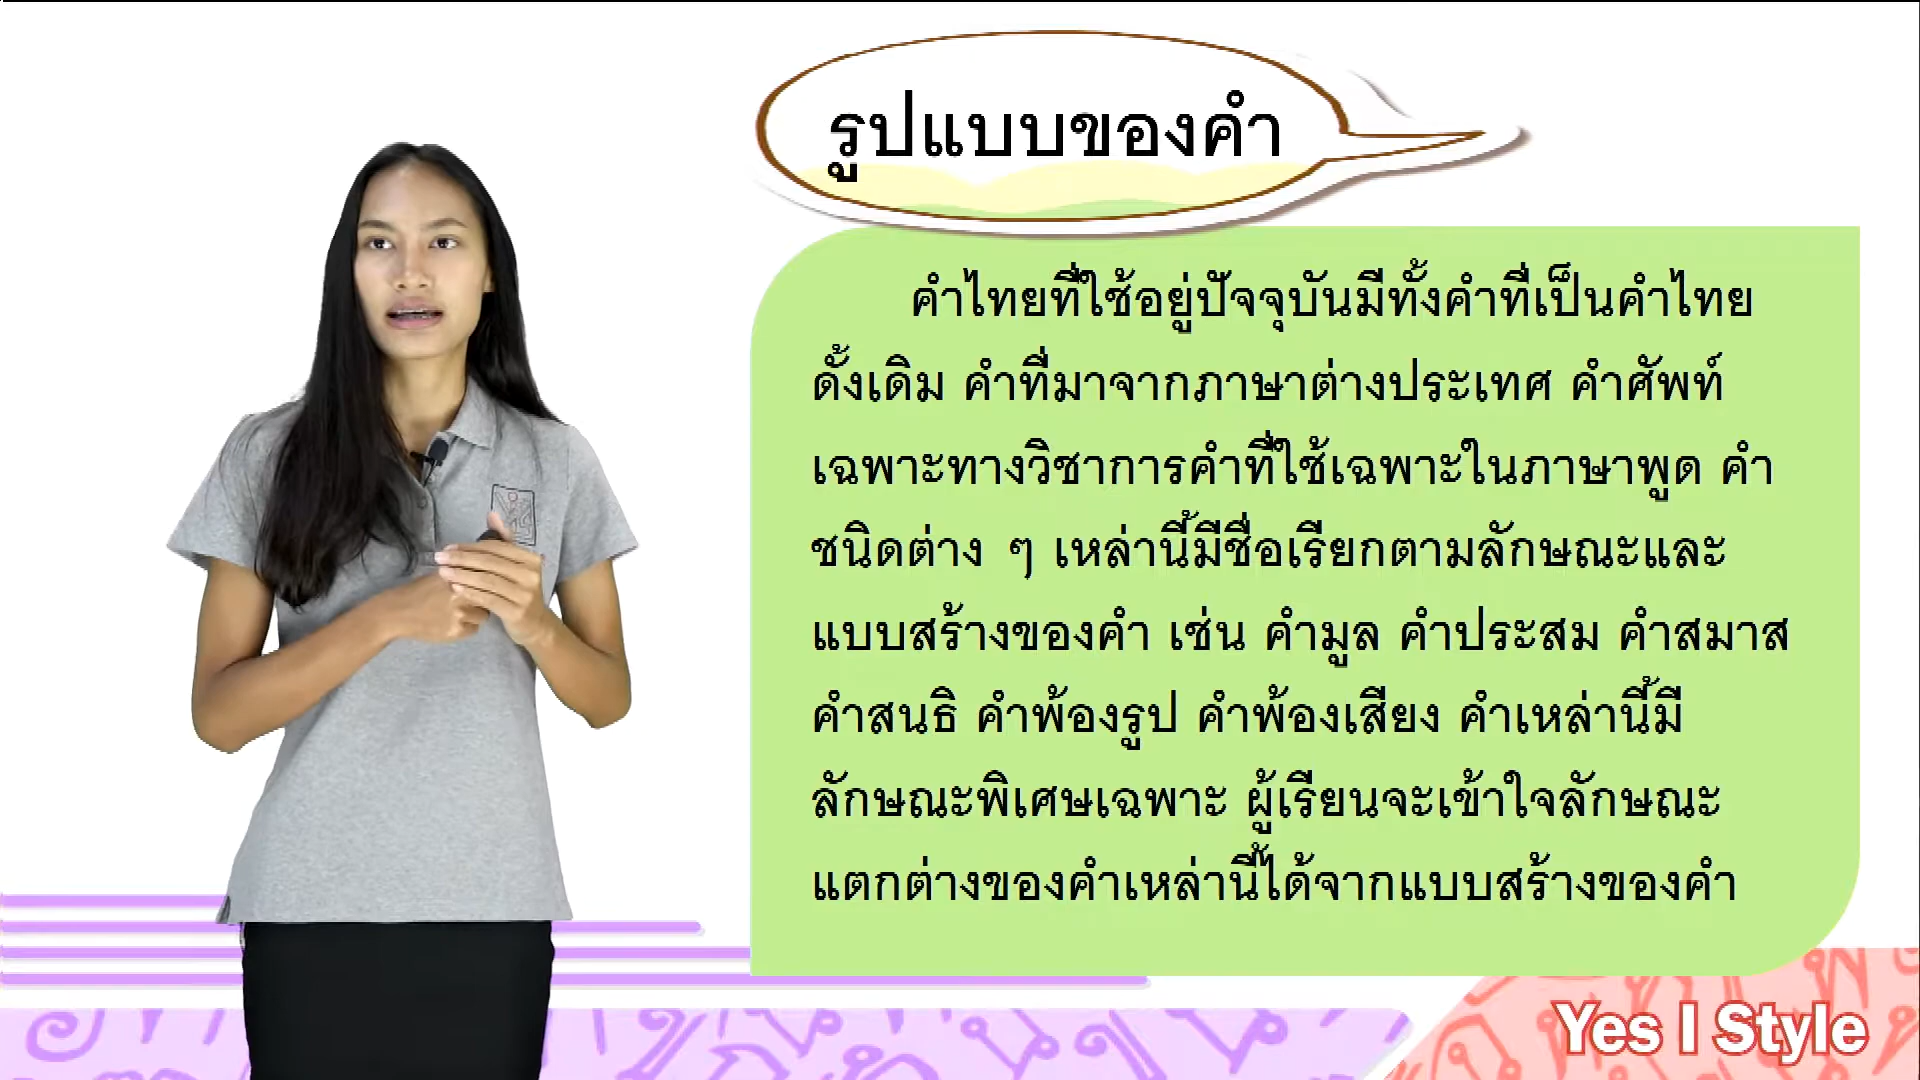 รูปแบบของคำ
คำไทยที่ใช้อยู่ปัจจุบันมีทั้งคำที่เป็นคำไทย
ดั้งเดิม คำที่มาจากภาษาต่างประเทศ คำศัพท์
เฉพาะทางวิชาการคำที่ใช้เฉพาะในภาษาพูด คำ
ชนิดต่าง ๆ เหล่านี้มีชื่อเรียกตามลักษณะและ
แบบสร้างของคำ เช่น คำมูล คำประสม คำสมาส
คำสนธิ คำพ้องรูป คำพ้องเสียง คำเหล่านี้มี
ลักษณะพิเศษเฉพาะ ผู้เรียนจะเข้าใจลักษณะ
แตกต่างของคำเหล่านี้ได้จากแบบสร้างของคำ
Yes I Style